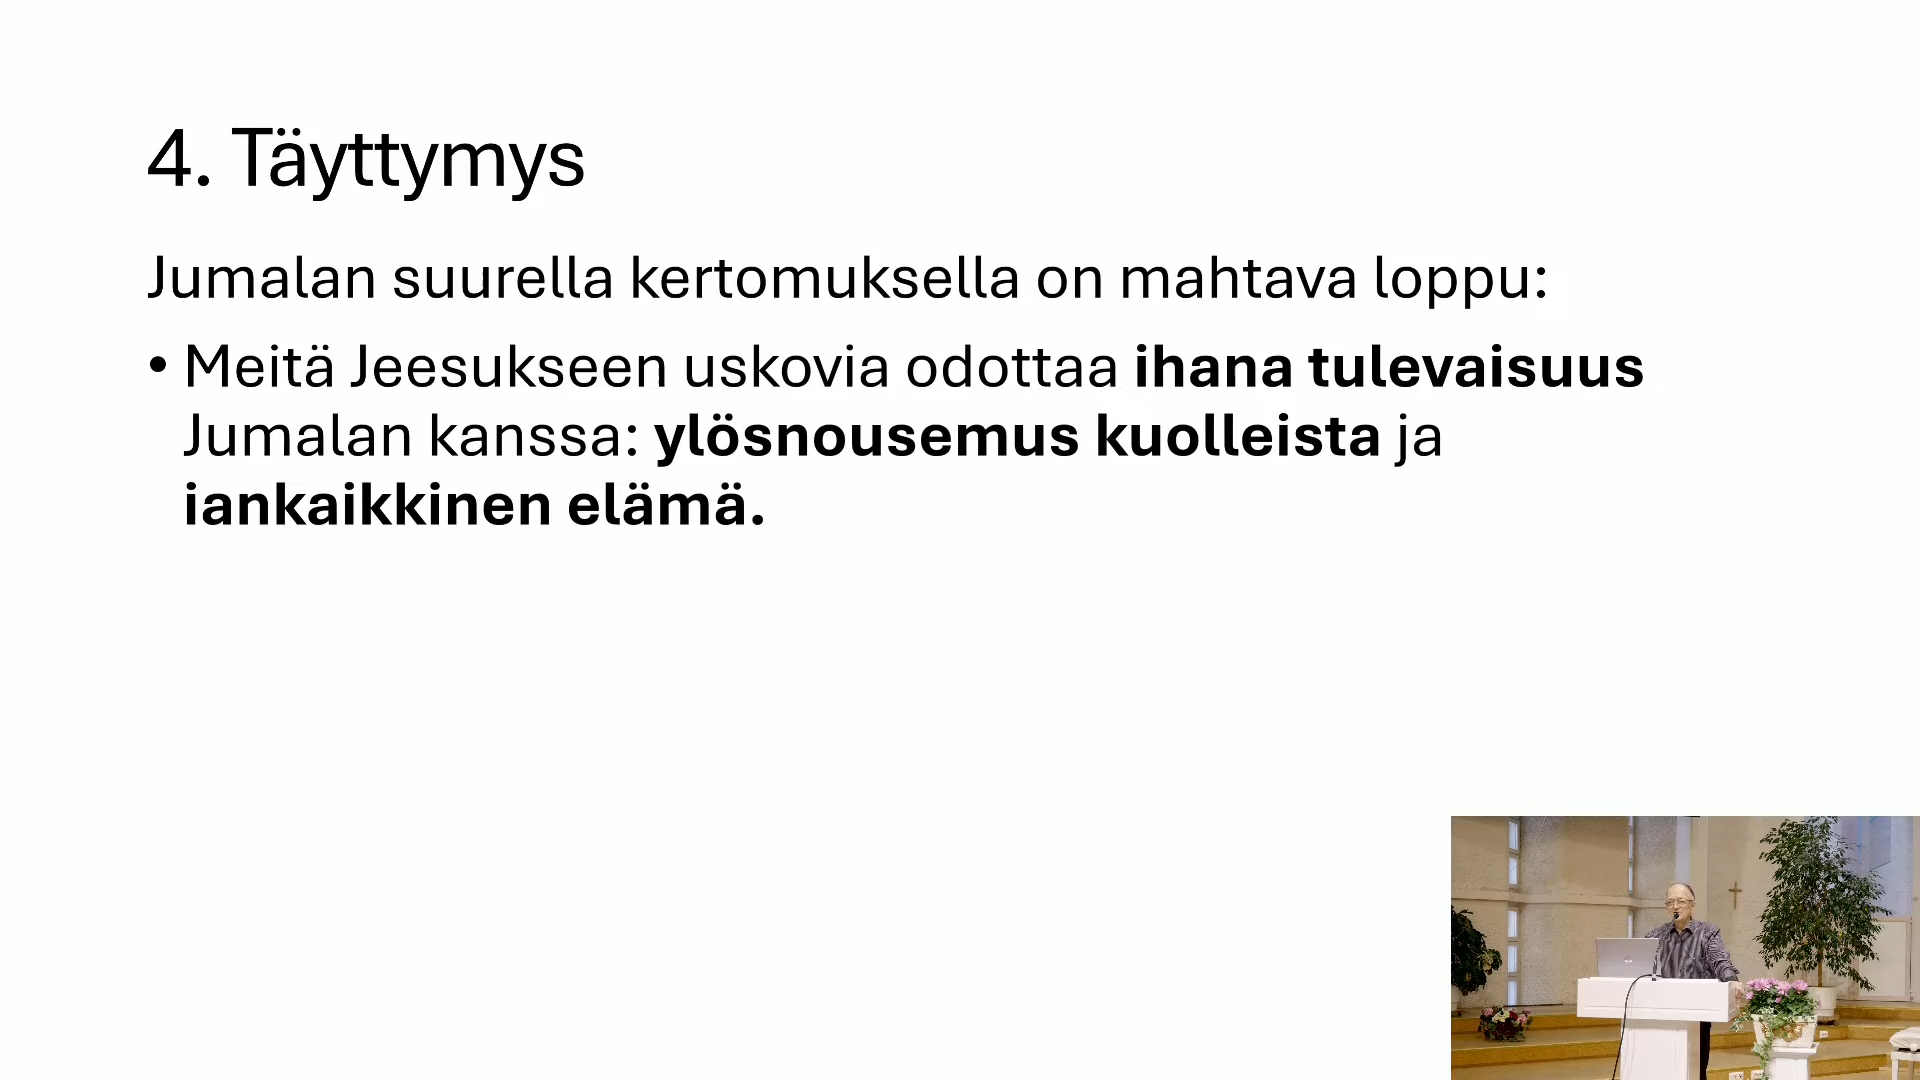 4. Täyttymys
Jumalan suurella kertomuksella on mahtava loppu:
• Meitä Jeesukseen uskovia odottaa ihana tulevaisuus
Jumalan kanssa: ylösnousemus kuolleista ja
iankaikkinen elämä.